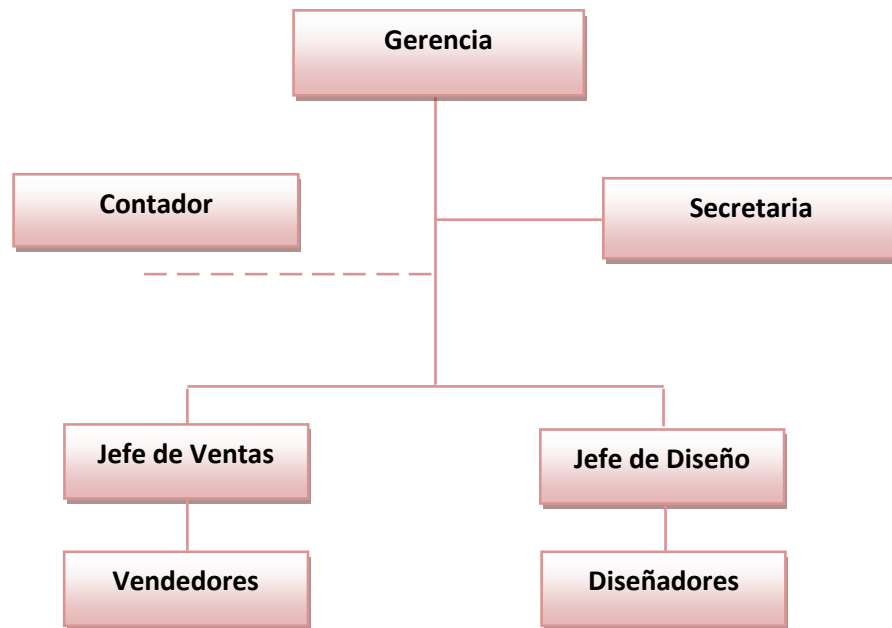 Gerencia
Contador
Secretaria
Jefe de Ventas
Jefe de Diseño
Vendedores
Diseñadores